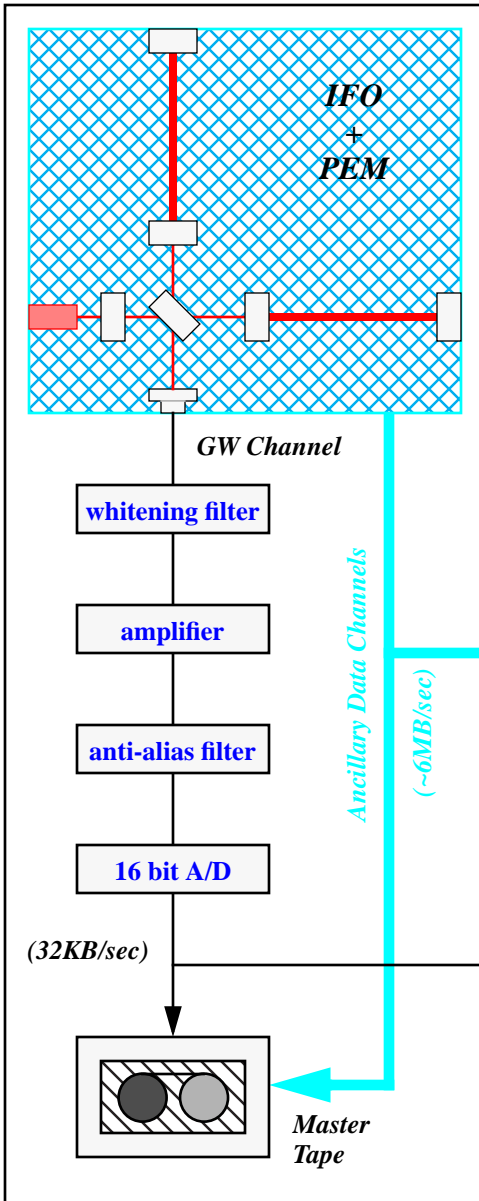 IFO
+
PEM
GW Channel
whitening filter
amplifier
anti-alias filter
16 bit A/D
(32KB/sec)
Ancillary Data Channels
(~6MB/sec)
Master
Tape